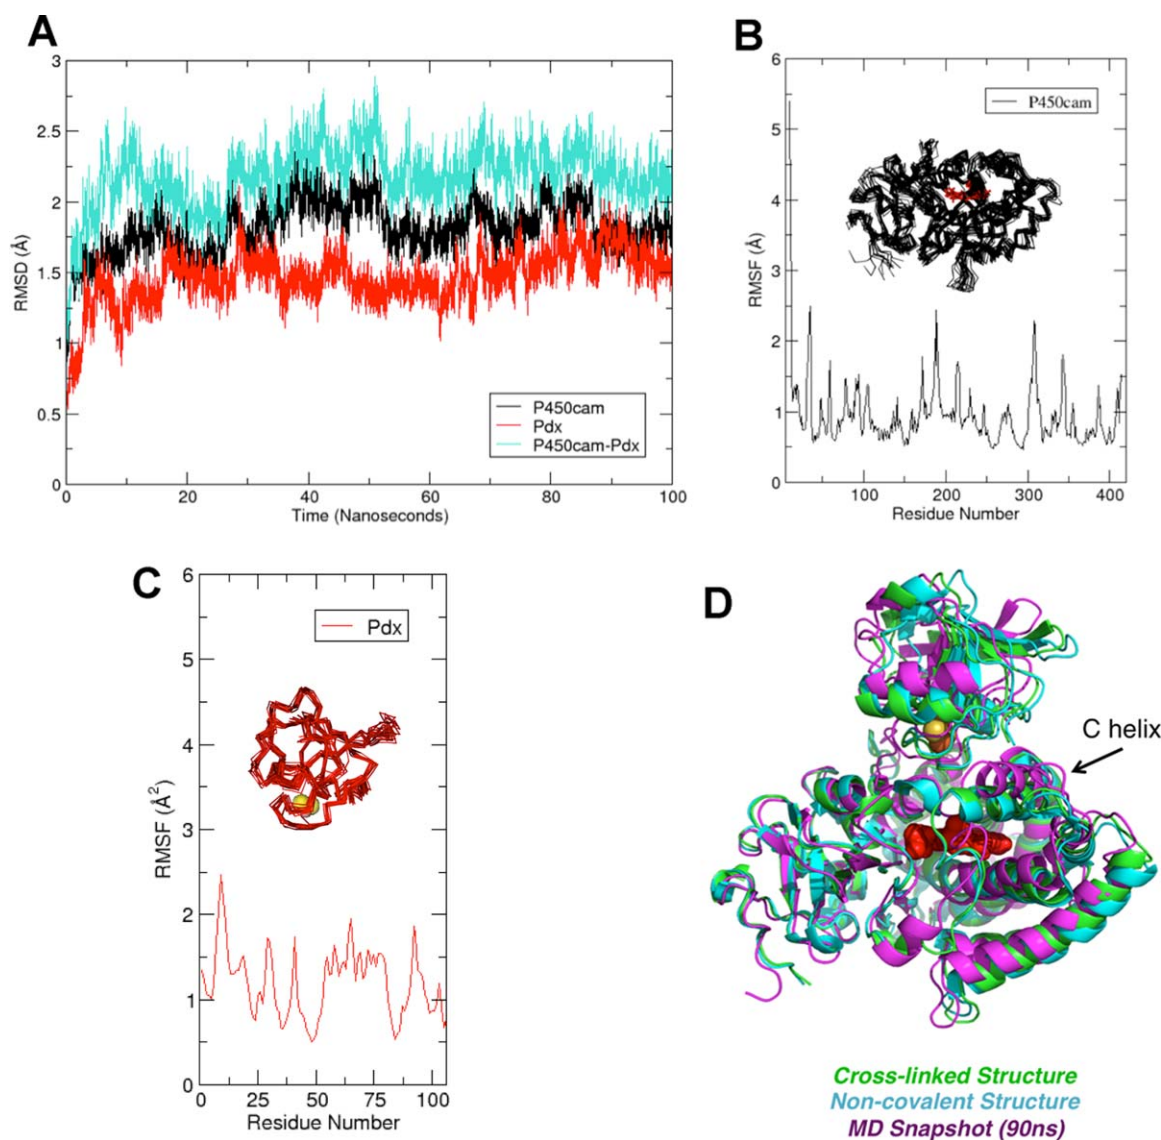 A
3
2.5
2
1.5
1
0.5
0
RMSD (Å)
P450cam
Pdx
P450cam-Pdx
0 20 40 60 80 100
Time (Nanoseconds)
B
6
5
4
3
2
1
0
RMSF (Å)
P450cam
100 200 300 400
Residue Number
C
6
5
4
3
2
1
0
RMSF (Å²)
Pdx
0 25 50 75 100
Residue Number
D
C helix
Cross-linked Structure
Non-covalent Structure
MD Snapshot (90ns)